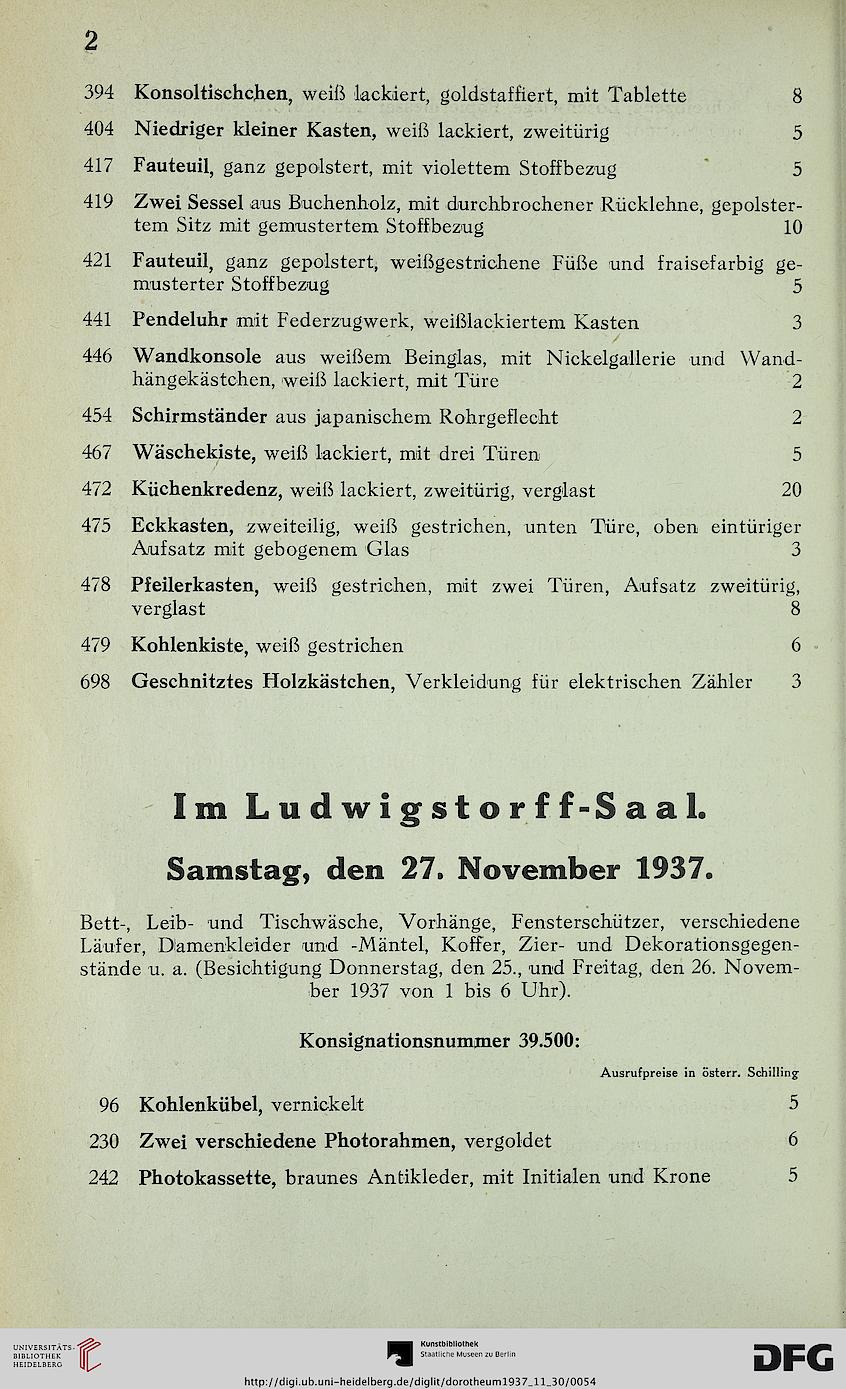 2
394 Konsoltischchen, weiß lackiert, goldstaffiert, mit Tablette 8
404 Niedriger kleiner Kasten, weiß lackiert, zweitürig 5
417 Fauteuil, ganz gepolstert, mit violettem Stoffbezug 5
419 Zwei Sessel aus Buchenholz, mit durchbrochener Rücklehne, gepolster-
tem Sitz mit gemustertem Stoffbezug 10
421 Fauteuil, ganz gepolstert, weißgestrichene Füße und fraisefarbig ge-
musterter Stoffbezug 5
441 Pendeluhr mit Federzugwerk, weißlackiertem Kasten 3
446 Wandkonsole aus weißem Beinglas, mit Nickelgallerie und Wand-
hängekästchen, weiß lackiert, mit Türe 2
454 Schirmständer aus japanischem Rohrgeflecht 2
467 Wäschekiste, weiß lackiert, mit drei Türen 5
472 Küchenkredenz, weiß lackiert, zweitürig, verglast 20
475 Eckkasten, zweiteilig, weiß gestrichen, unten Türe, oben eintüriger
Aufsatz mit gebogenem Glas 3
478 Pfeilerkasten, weiß gestrichen, mit zwei Türen, Aufsatz zweitürig,
verglast 8
479 Kohlenkiste, weiß gestrichen 6
698 Geschnitztes Holzkästchen, Verkleidung für elektrischen Zähler 3
Im Ludwigstorff-Saal.
Samstag, den 27. November 1937.
Bett-, Leib- und Tischwäsche, Vorhänge, Fensterschützer, verschiedene
Läufer, Damenkleider und -Mäntel, Koffer, Zier- und Dekorationsgegen-
stände u. a. (Besichtigung Donnerstag, den 25., und Freitag, den 26. Novem-
ber 1937 von 1 bis 6 Uhr).
Konsignationsnummer 39.500:
Ausrufpreise in österr. Schilling
96 Kohlenkübel, vernickelt 5
230 Zwei verschiedene Photorahmen, vergoldet 6
242 Photokassette, braunes Antikleder, mit Initialen und Krone 5
UNIVERSITÄTS-
BIBLIOTHEK
HEIDELBERG
Kunstbibliothek
Staatliche Museen zu Berlin
DFG
http://digi.ub.uni-heidelberg.de/diglit/dorotheum1937_11_30/0054